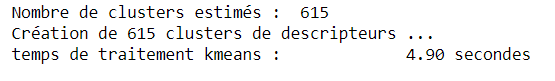 Nombre de clusters estimés :  615
Création de 615 clusters de descripteurs ...
temps de traitement kmeans :            4.90 secondes